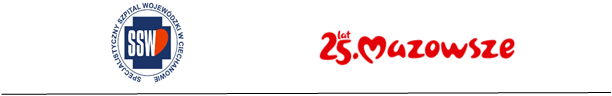 SPECJALISTYCZNY SZPITAL WOJEWÓDZKI W CIECHANOWIE
SSW
25 lat Mazowsze